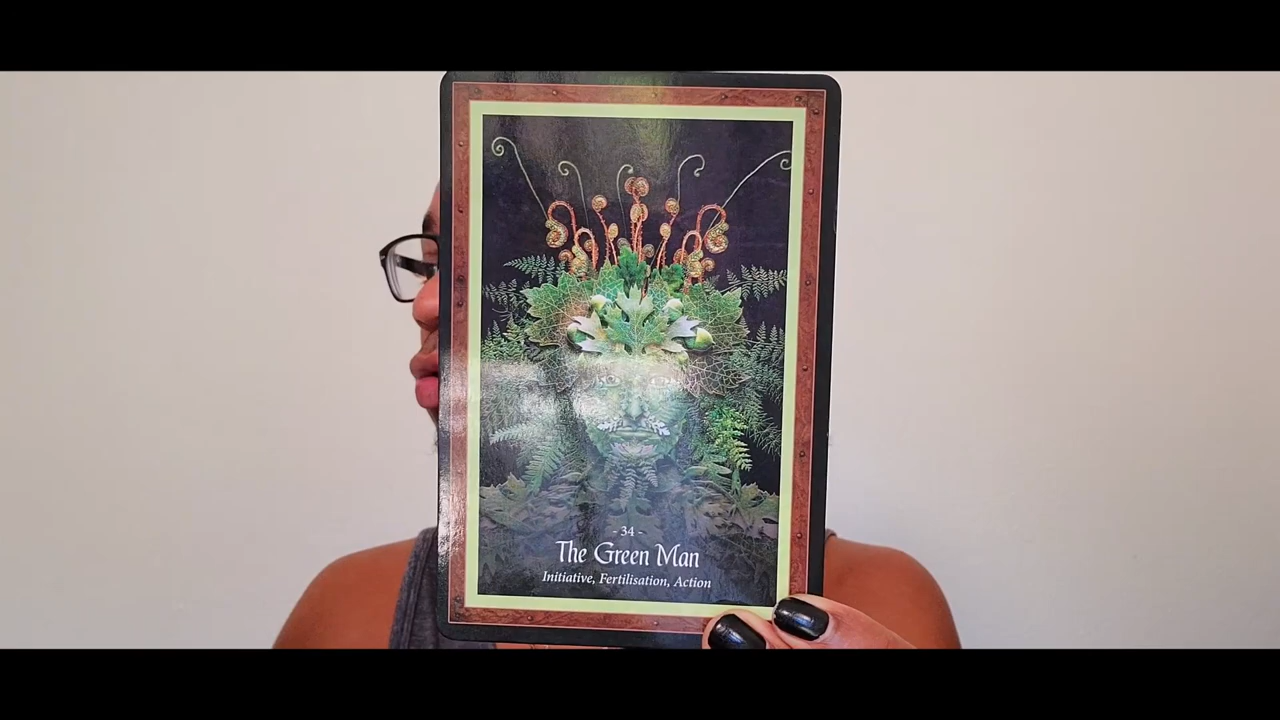 - 34 -
The Green Man
Initiative, Fertilisation, Action